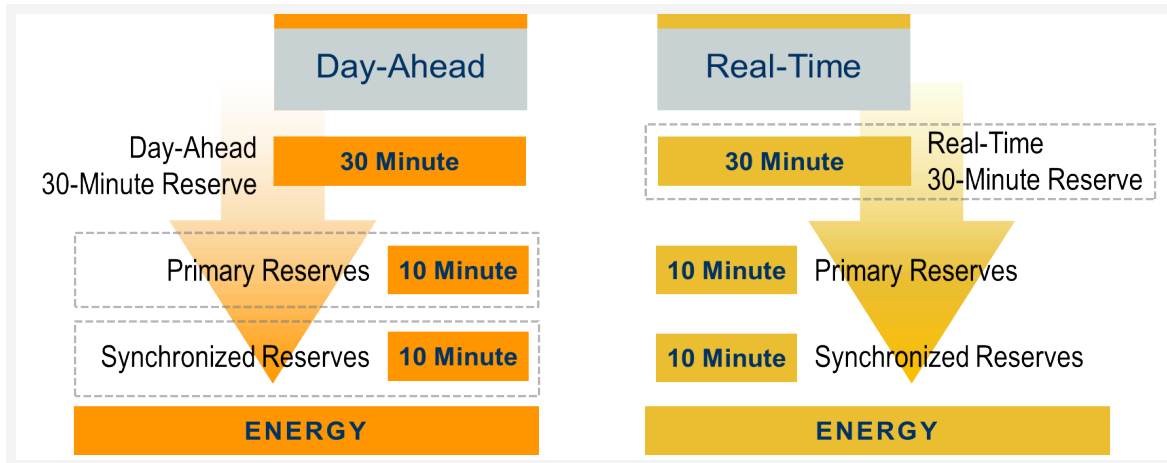 Day-Ahead
Day-Ahead
30-Minute Reserve
30 Minute
Primary Reserves
10 Minute
Synchronized Reserves
10 Minute
ENERGY
Real-Time
30 Minute
Real-Time
30-Minute Reserve
10 Minute
Primary Reserves
10 Minute
Synchronized Reserves
ENERGY